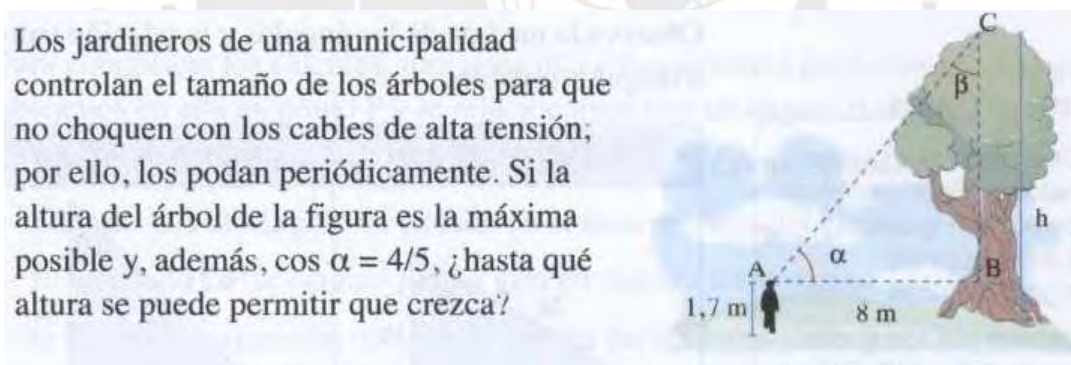 Los jardineros de una municipalidad
controlan el tamaño de los árboles para que
no choquen con los cables de alta tensión;
por ello, los podan periódicamente. Si la
altura del árbol de la figura es la máxima
posible y, además, cos α = 4/5, ¿hasta qué
altura se puede permitir que crezca?
C
β
h
A
α
B
1,7 m
8 m